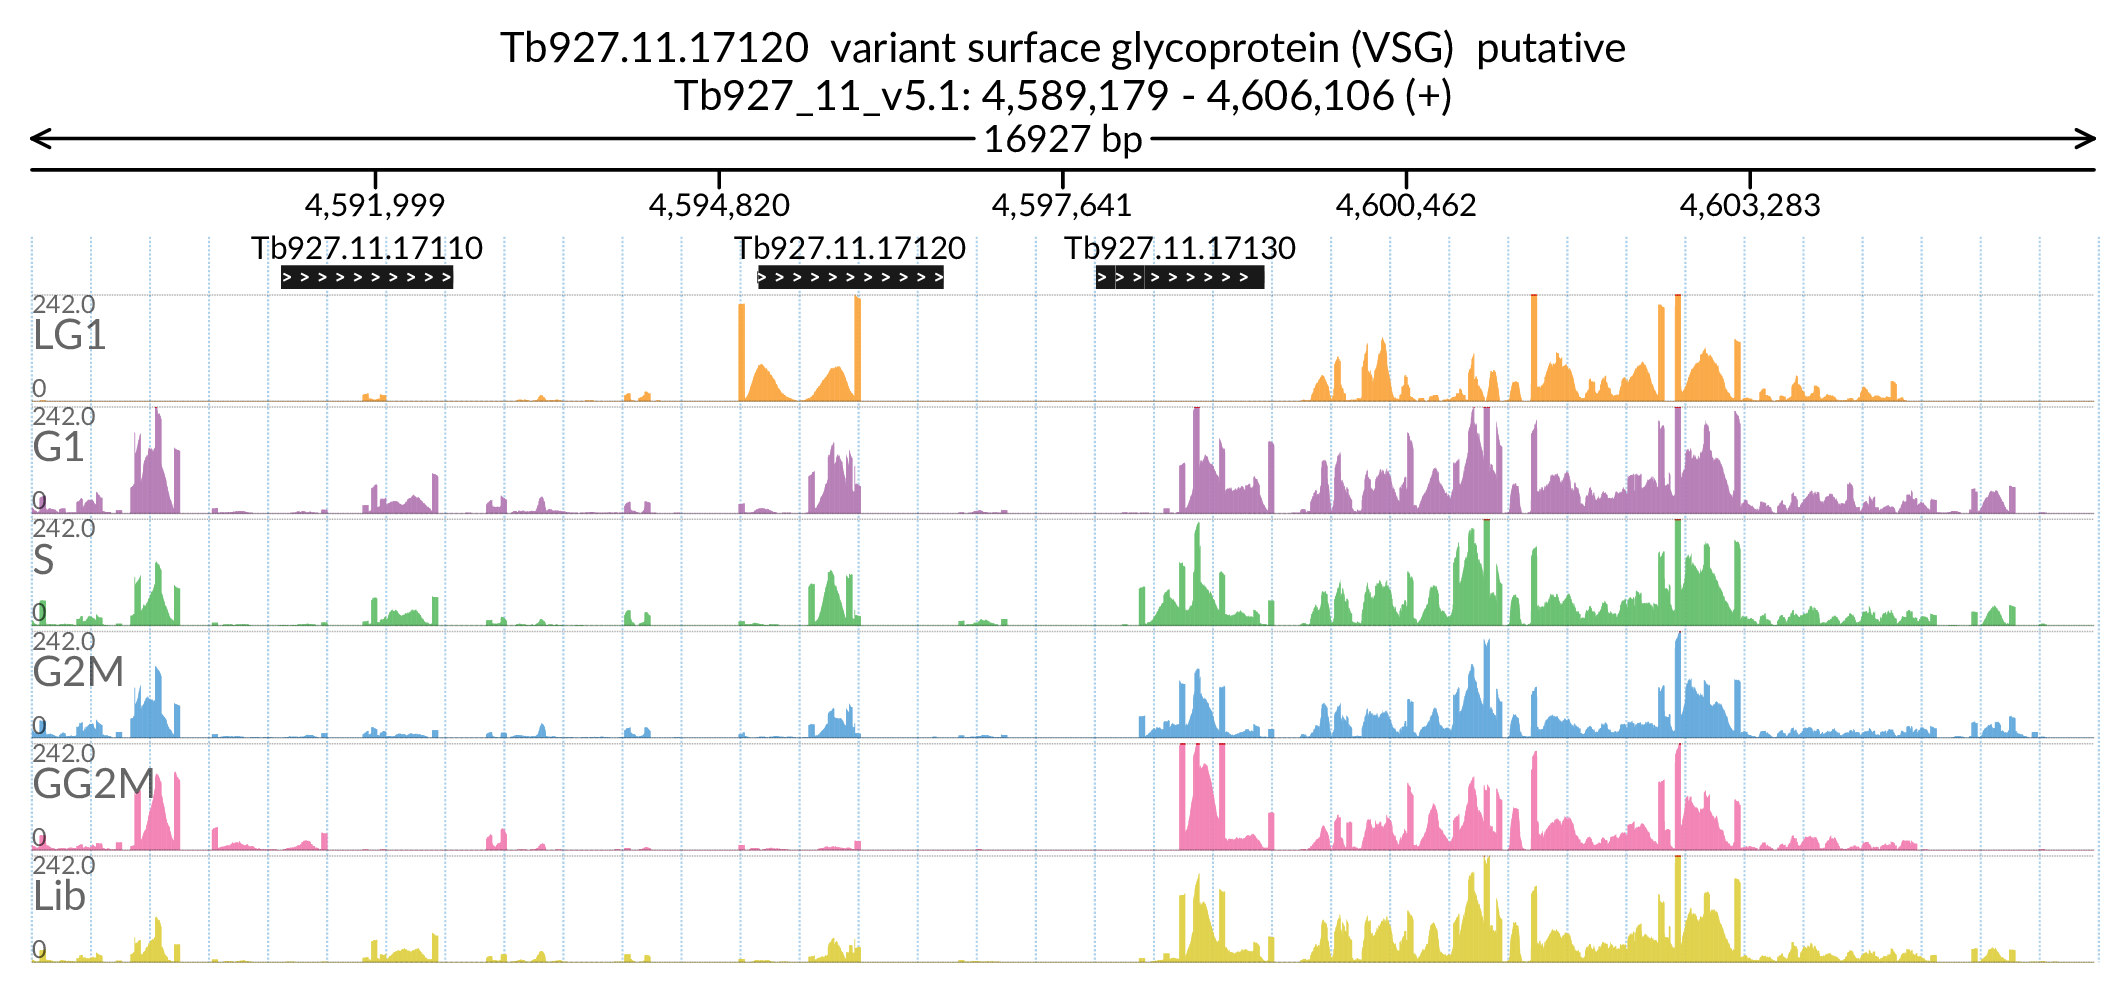 Tb927.11.17120 variant surface glycoprotein (VSG) putative
Tb927_11_v5.1: 4,589,179 - 4,606,106 (+)
16927 bp
4,591,999 4,594,820 4,597,641 4,600,462 4,603,283
Tb927.11.17110 Tb927.11.17120 Tb927.11.17130
242.0
LG1
0
242.0
G1
0
242.0
S
0
242.0
G2M
0
242.0
GG2M
0
242.0
Lib
0